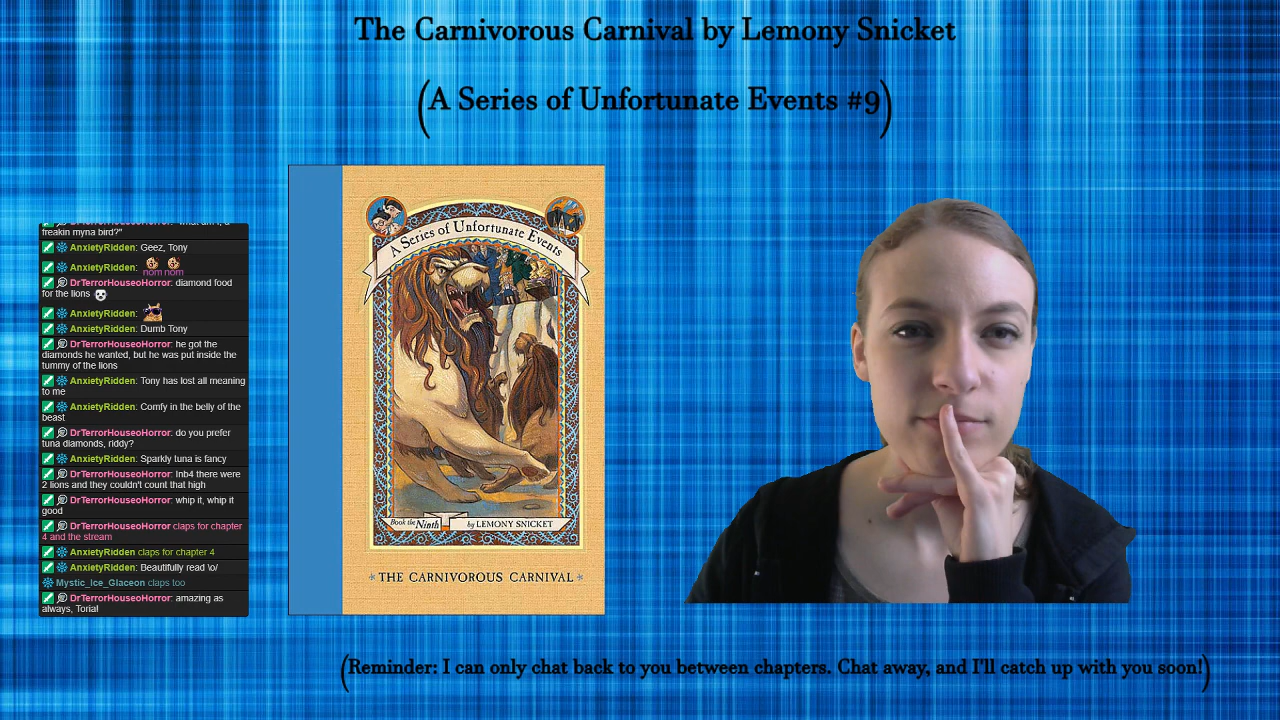 The Carnivorous Carnival by Lemony Snicket
(A Series of Unfortunate Events #9)
freakin myna bird?"
AnxietyRidden: Geez, Tony
AnxietyRidden: nom nom
DrTerrorHouseoHorror: diamond food
for the lions
AnxietyRidden:
AnxietyRidden: Dumb Tony
DrTerrorHouseoHorror: he got the
diamonds he wanted, but he was put inside the
tummy of the lions
AnxietyRidden: Tony has lost all meaning
to me
AnxietyRidden: Comfy in the belly of the
beast
DrTerrorHouseoHorror: do you prefer
tuna diamonds, riddy?
AnxietyRidden: Sparkly tuna is fancy
DrTerrorHouseoHorror: Inb4 there were
2 lions and they couldn't count that high
DrTerrorHouseoHorror: whip it, whip it
good
DrTerrorHouseoHorror claps for chapter
4 and the stream
AnxietyRidden claps for chapter 4
AnxietyRidden: Beautifully read \o/
Mystic_Ice_Glaceon claps too
DrTerrorHouseoHorror: amazing as
always, Toria!
A Series of Unfortunate Events
Book the Ninth
by LEMONY SNICKET
*THE CARNIVOROUS CARNIVAL*
(Reminder: I can only chat back to you between chapters. Chat away, and I'll catch up with you soon!)